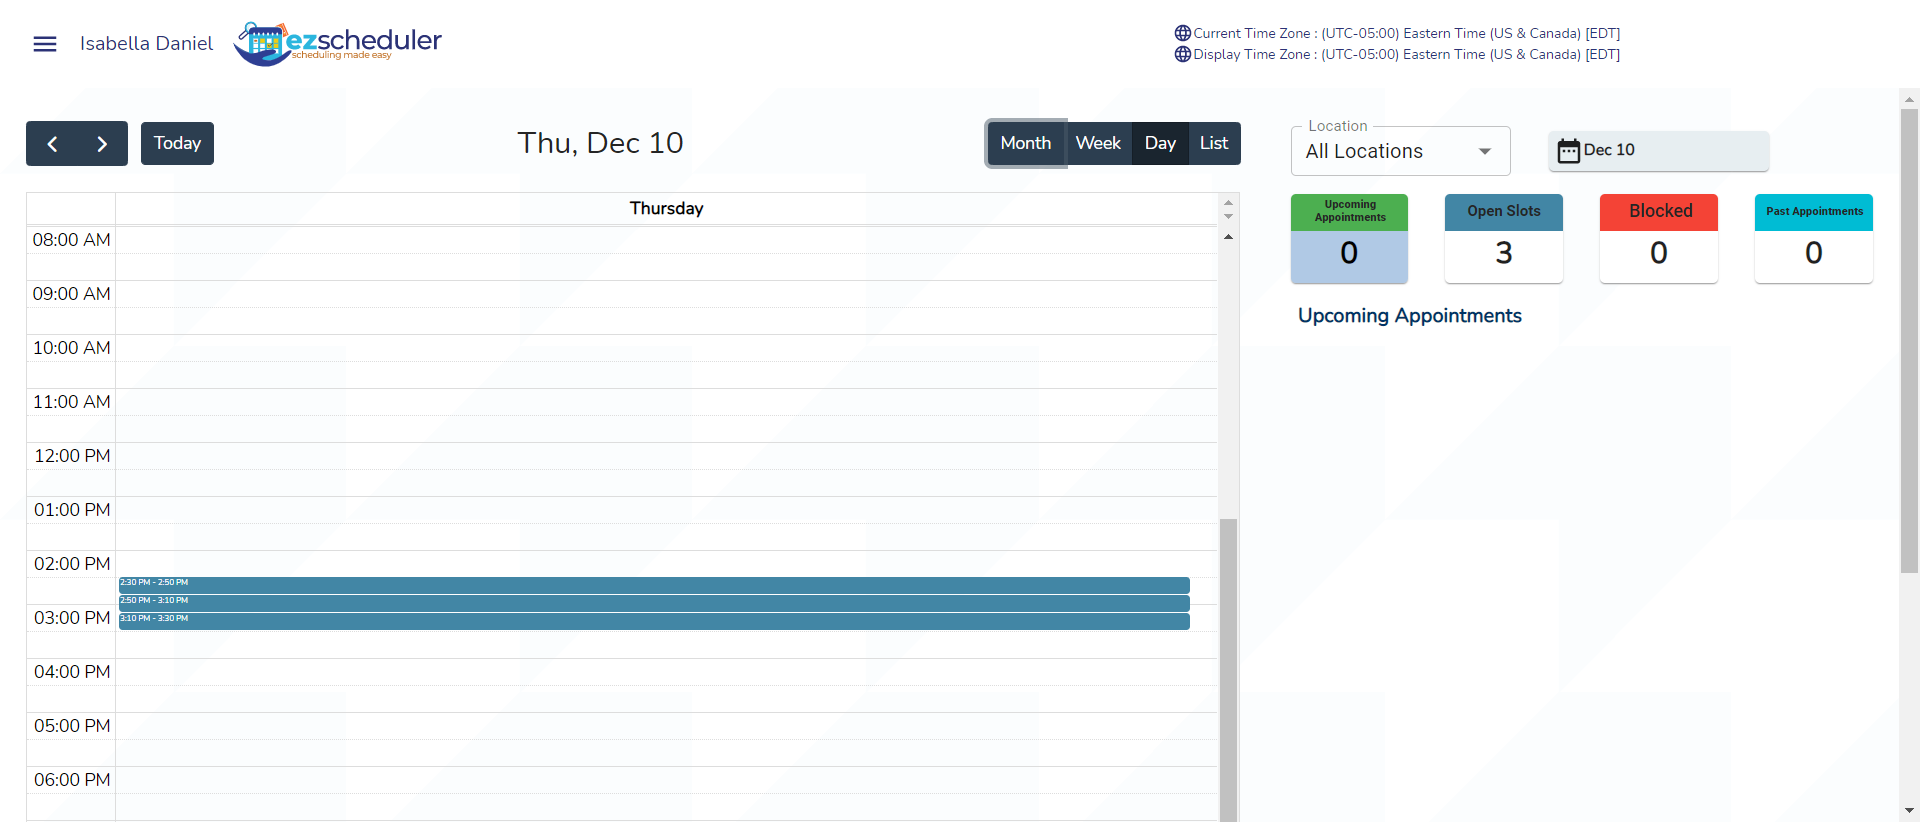 Isabella Daniel
ezscheduler
scheduling made easy
Current Time Zone : (UTC-05:00) Eastern Time (US & Canada) [EDT]
Display Time Zone : (UTC-05:00) Eastern Time (US & Canada) [EDT]
Today
Thu, Dec 10
Month Week Day List
Location
All Locations
Dec 10
Thursday
08:00 AM
09:00 AM
10:00 AM
11:00 AM
12:00 PM
01:00 PM
02:00 PM
2:30 PM - 2:50 PM
2:50 PM - 3:10 PM
03:00 PM
3:10 PM - 3:30 PM
04:00 PM
05:00 PM
06:00 PM
Upcoming
Appointments
0
Open Slots
3
Blocked
0
Past Appointments
0
Upcoming Appointments